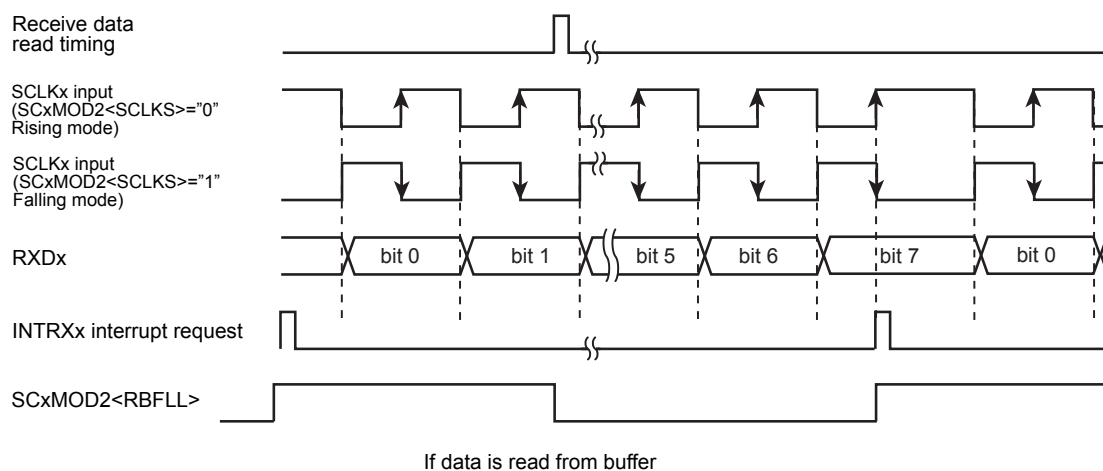 Receive data
read timing
SCLKx input
(SCxMOD2<SCLKS>="0"
Rising mode)
SCLKx input
(SCxMOD2<SCLKS>="1"
Falling mode)
RXDx
bit 0
bit 1
bit 5
bit 6
bit 7
bit 0
INTRXx interrupt request
SCxMOD2<RBFLL>
If data is read from buffer